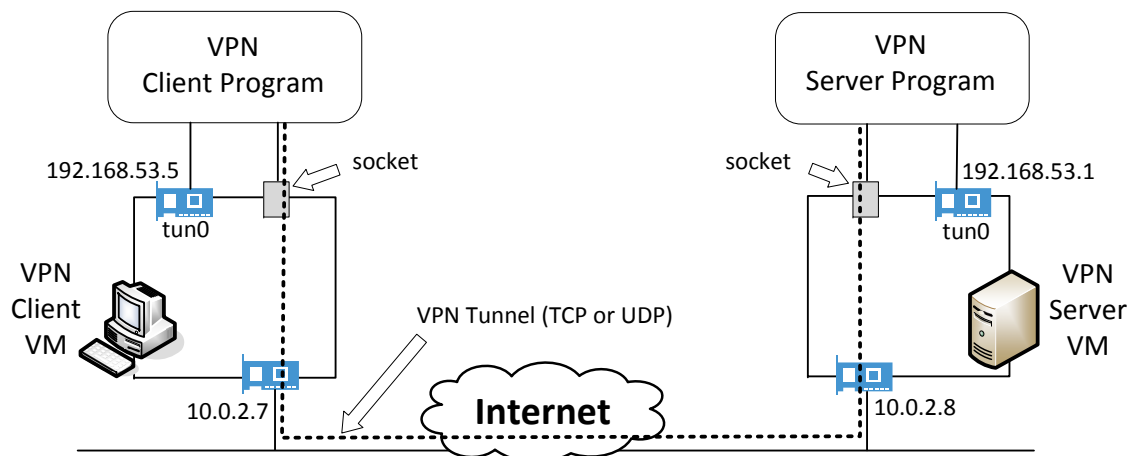 VPN
Client Program
VPN
Server Program
192.168.53.5
socket
socket
192.168.53.1
tun0
tun0
VPN
Client
VM
VPN
Server
VM
VPN Tunnel (TCP or UDP)
Internet
10.0.2.7
10.0.2.8